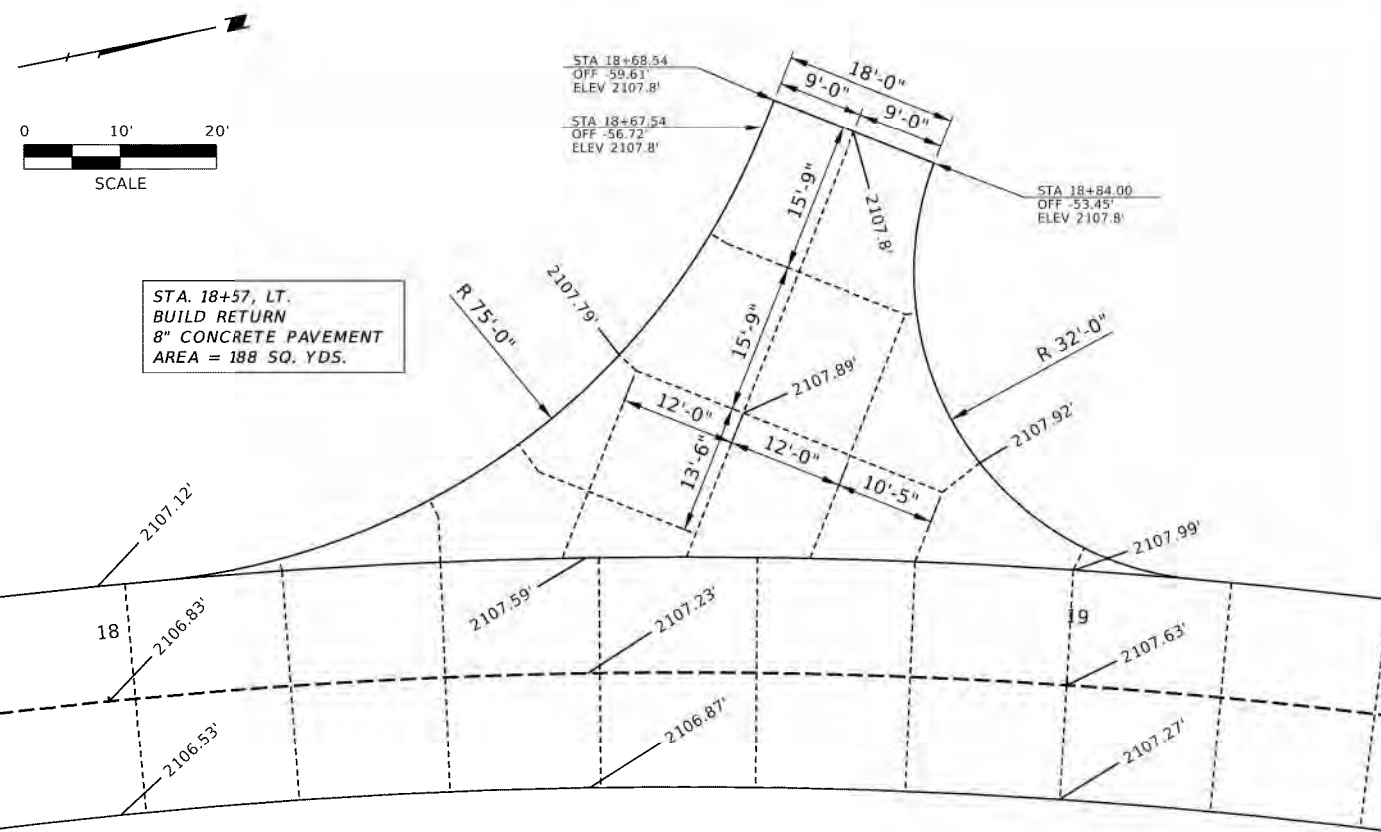 0 10' 20'
SCALE
STA 18+68.54
OFF -59.61'
ELEV 2107.8'
STA 18+67.54
OFF -56.72'
ELEV 2107.8'
18'-0"
9'-0"
9'-0"
STA 18+84.00
OFF -53.45'
ELEV 2107.8'
15'-9"
2107.8'
STA. 18+57, LT.
BUILD RETURN
8" CONCRETE PAVEMENT
AREA = 188 SQ. YDS.
R 75'-0"
2107.79'
15'-9"
R 32'-0"
2107.89'
12'-0"
13'-6"
12'-0"
10'-5"
2107.92'
2107.12'
2107.99'
18
2106.83'
2107.59'
2107.23'
19
2107.63'
2106.53'
2106.87'
2107.27'